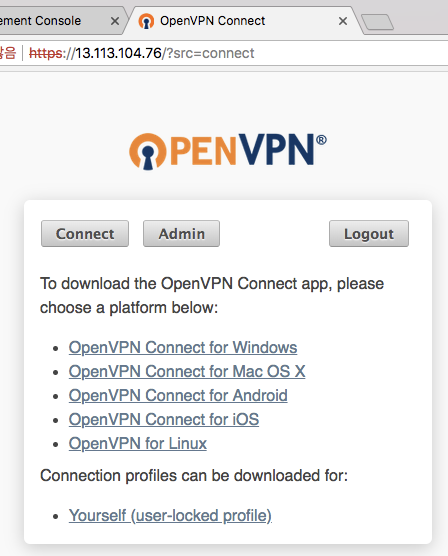 ement Console
OpenVPN Connect
않음 https://13.113.104.76/?src=connect
OPENVPN®
Connect Admin Logout
To download the OpenVPN Connect app, please
choose a platform below:
OpenVPN Connect for Windows
OpenVPN Connect for Mac OS X
OpenVPN Connect for Android
OpenVPN Connect for iOS
OpenVPN for Linux
Connection profiles can be downloaded for:
Yourself (user-locked profile)